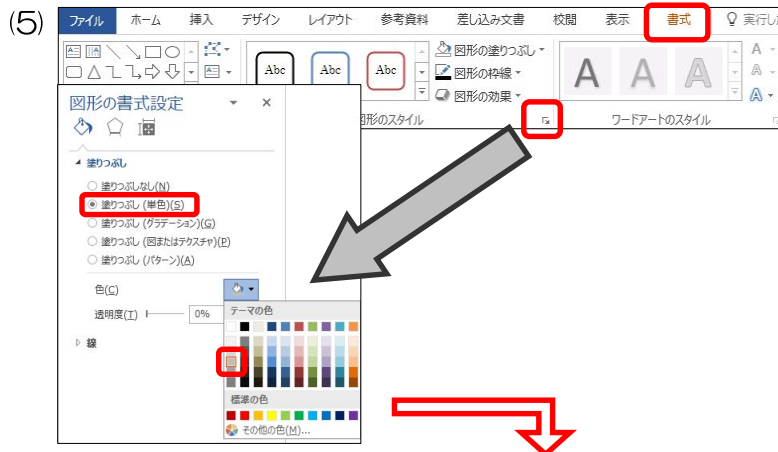 (5)
ファイル ホーム 挿入 デザイン レイアウト 参考資料 差し込み文書 校閲 表示 書式 実行し
Abc Abc Abc
図形の塗りつぶし
図形の枠線
図形の効果
A A A
A
A
A
図形のスタイル
ワードアートのスタイル
図形の書式設定
塗りつぶし
塗りつぶしなし(N)
塗りつぶし (単色)(S)
塗りつぶし (グラデーション)(G)
塗りつぶし (図またはテクスチャ)(P)
塗りつぶし (パターン)(A)
色(C)
透明度(T) 0%
線
テーマの色
標準の色
その他の色(M)...